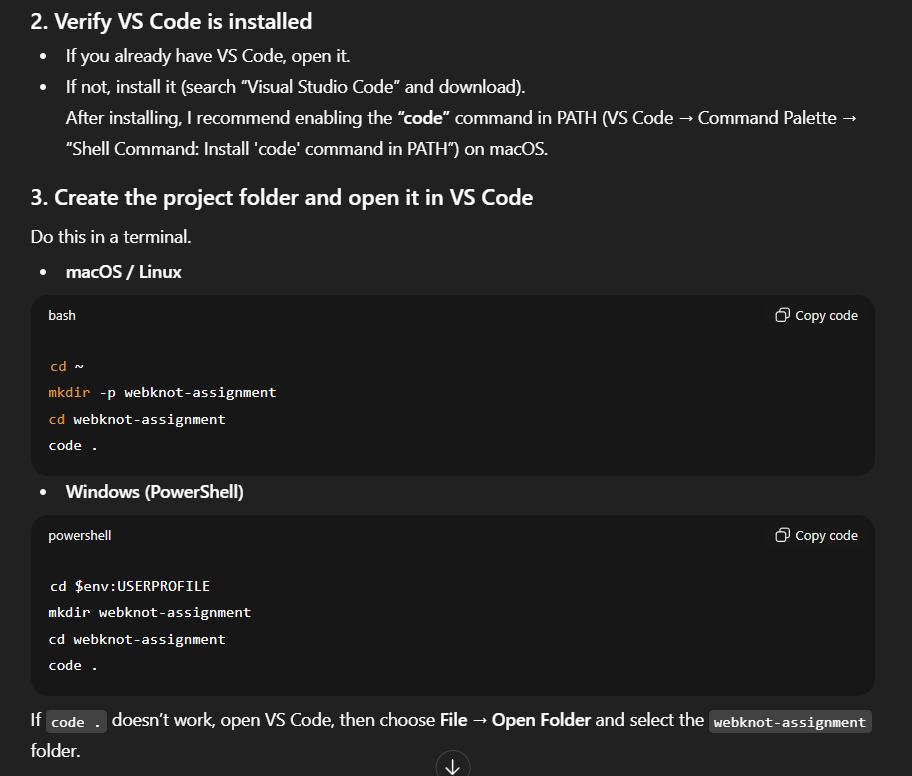 2. Verify VS Code is installed
• If you already have VS Code, open it.
• If not, install it (search “Visual Studio Code” and download).
After installing, I recommend enabling the “code” command in PATH (VS Code → Command Palette →
“Shell Command: Install 'code' command in PATH”) on macOS.
3. Create the project folder and open it in VS Code
Do this in a terminal.
• macOS / Linux
bash Copy code
cd ~
mkdir -p webknot-assignment
cd webknot-assignment
code .
• Windows (PowerShell)
powershell Copy code
cd $env:USERPROFILE
mkdir webknot-assignment
cd webknot-assignment
code .
If code . doesn’t work, open VS Code, then choose File → Open Folder and select the webknot-assignment
folder.